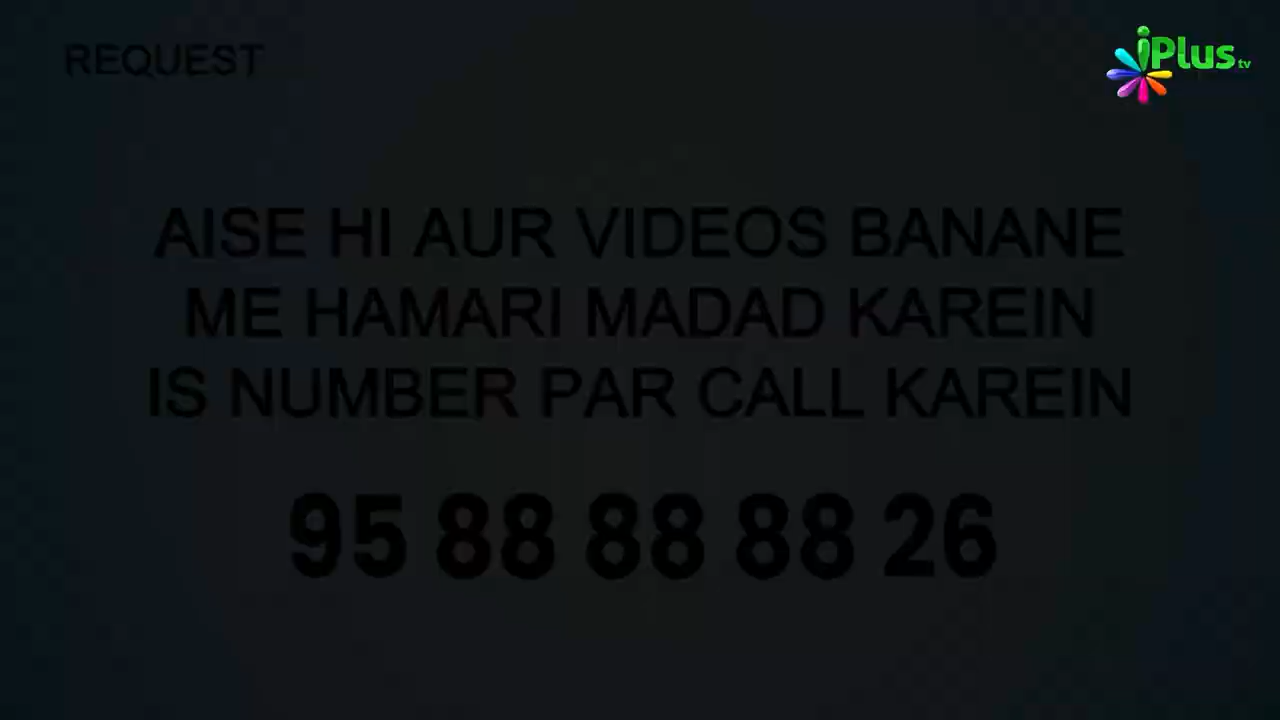 REQUEST
iPlus tv
AISE HI AUR VIDEOS BANANE
ME HAMARI MADAD KAREIN
IS NUMBER PAR CALL KAREIN
95 88 88 88 26